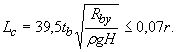 L_c = 39,5t_b √(R_by / ρgH) ≤ 0,07r.